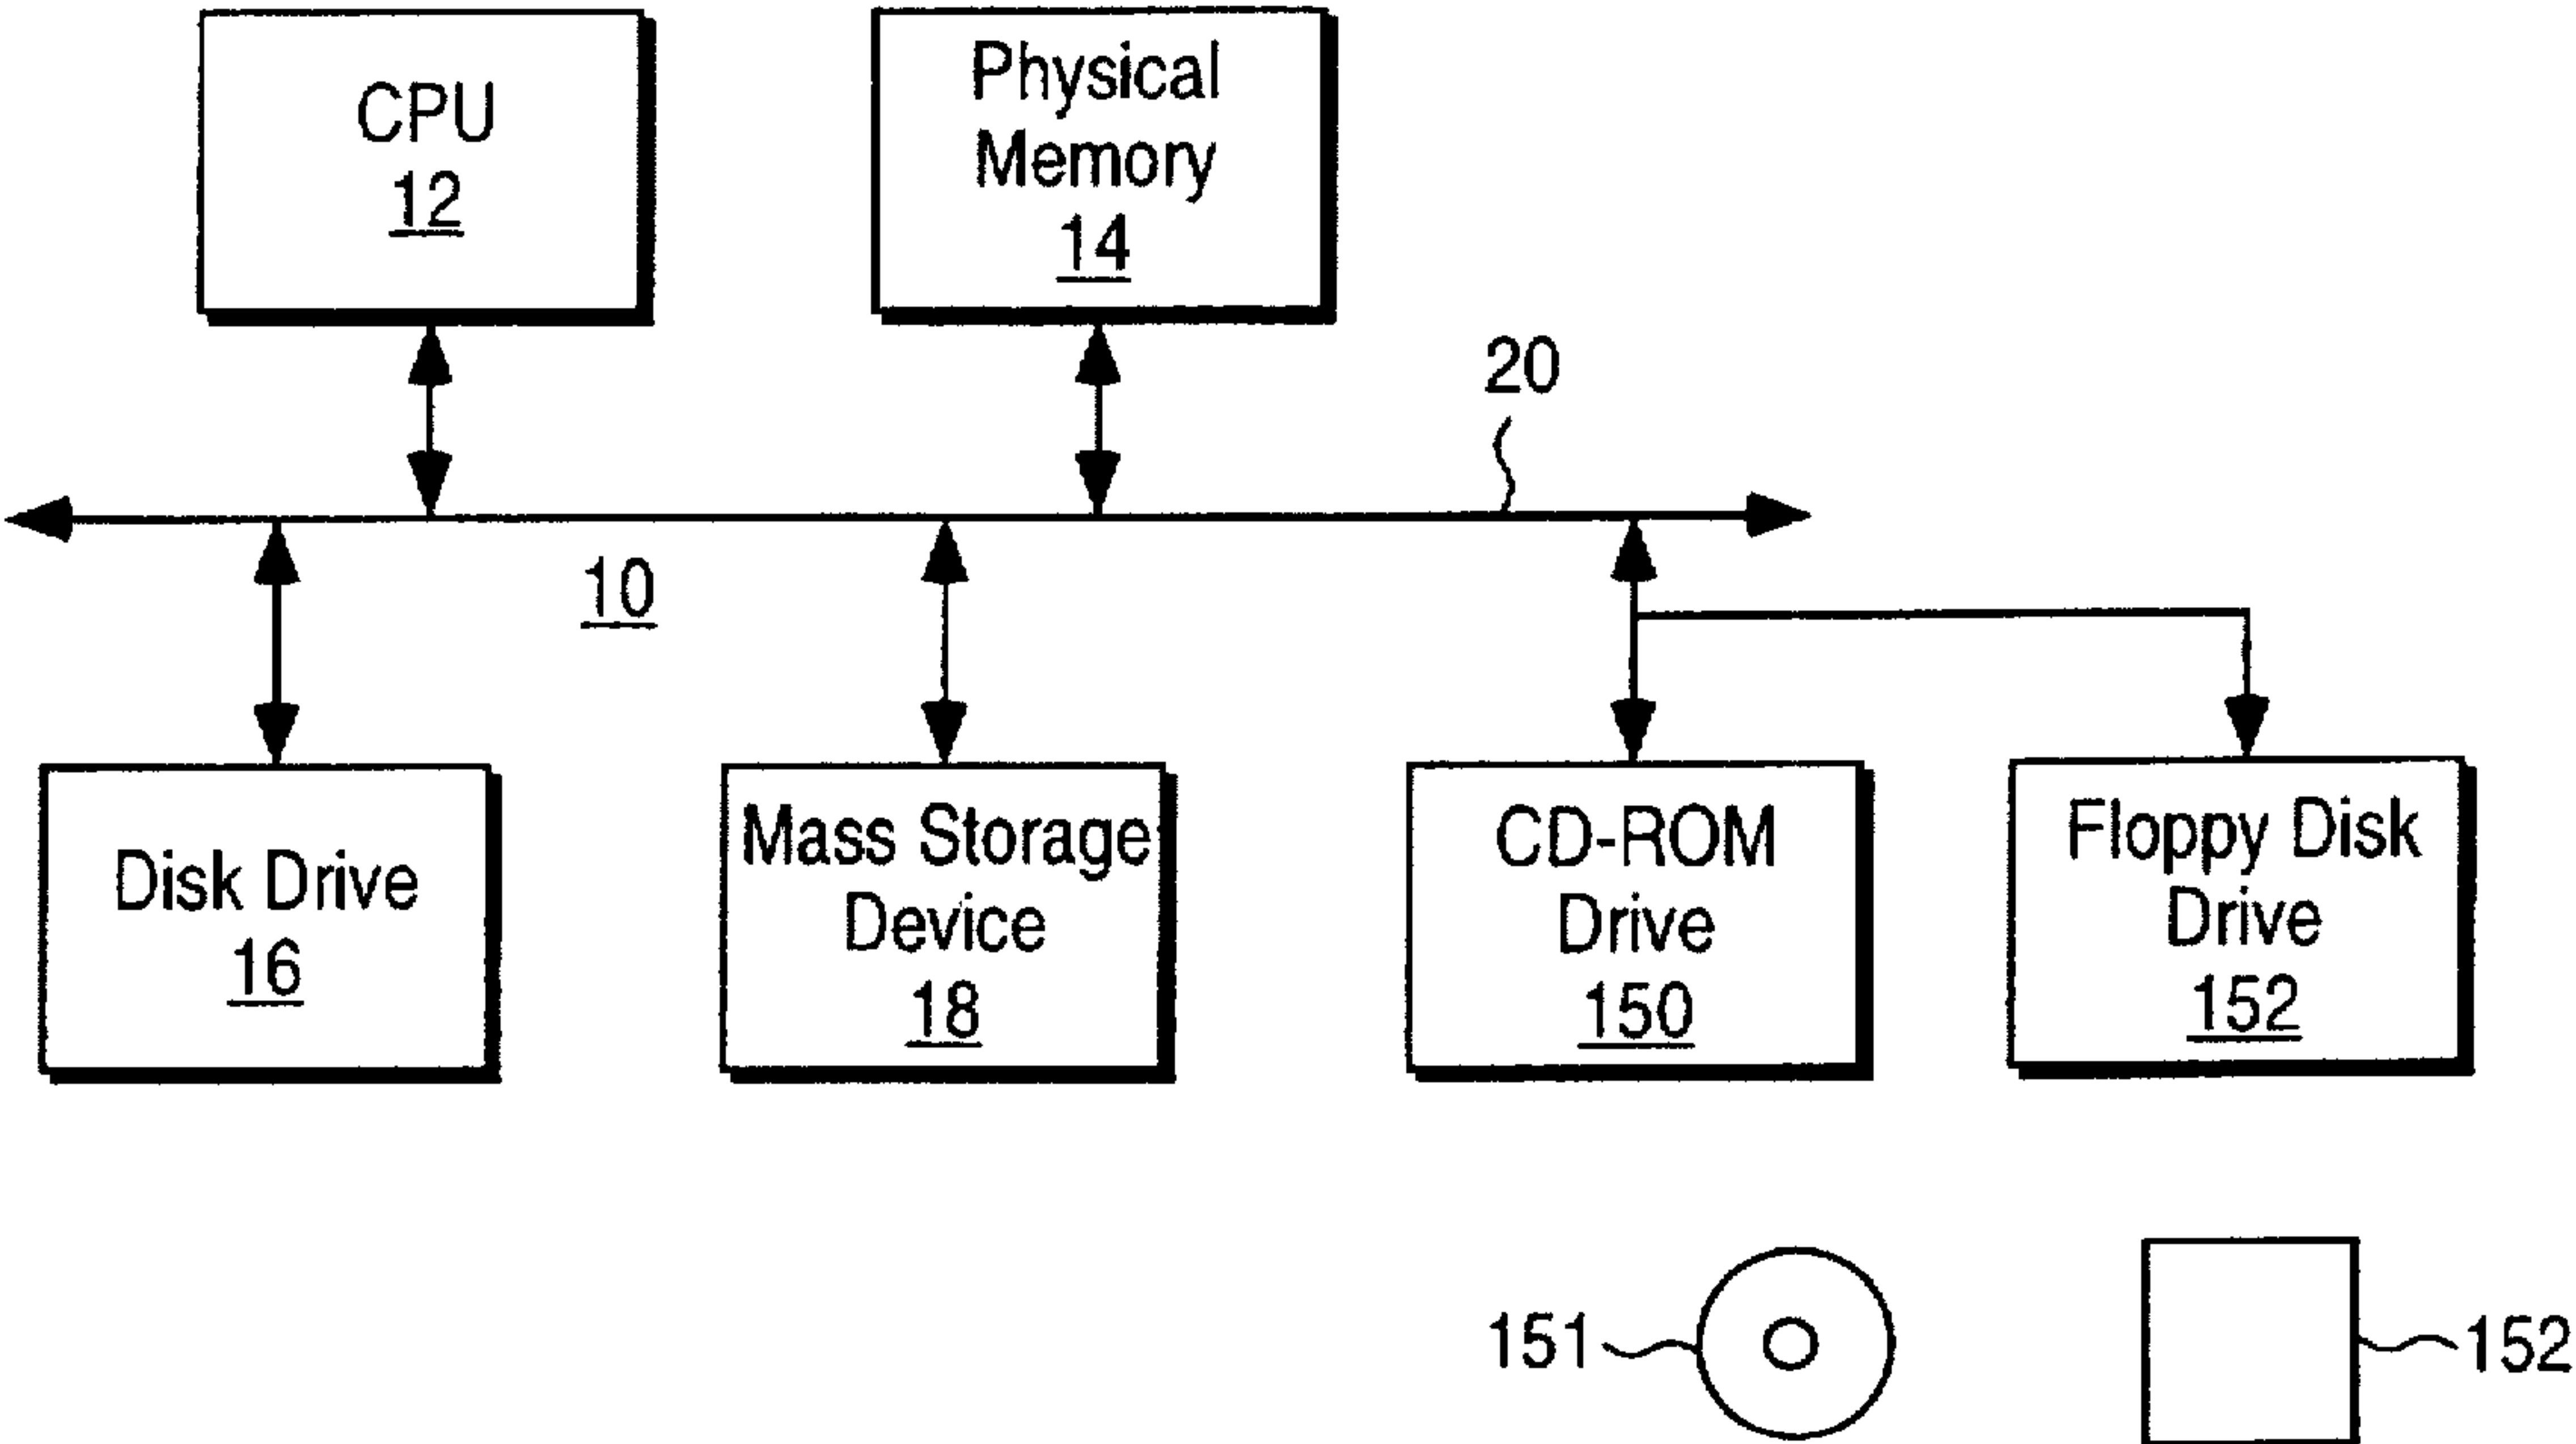 CPU
12
Physical
Memory
14
20
10
Disk Drive
16
Mass Storage
Device
18
CD-ROM
Drive
150
Floppy Disk
Drive
152
151
152